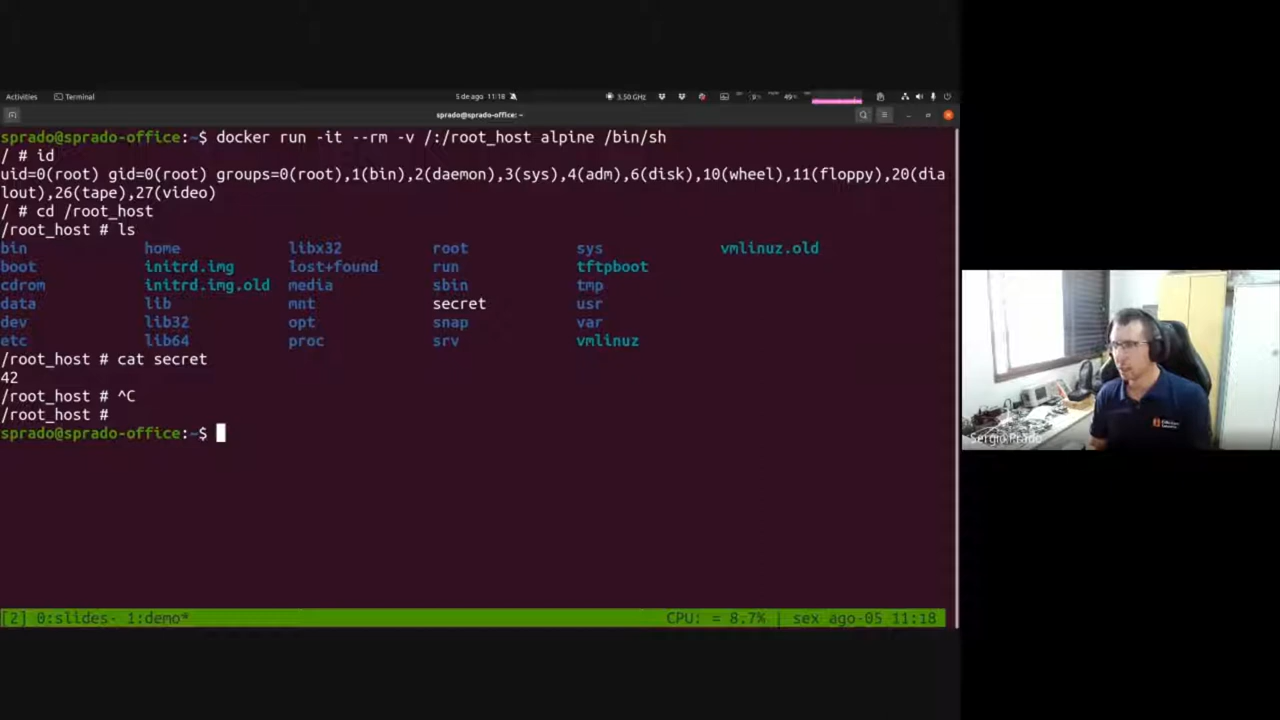 Activities Terminal 5 de ago 11:18 3.50 GHz 49%
sprado@sprado-office: ~
sprado@sprado-office:~$ docker run -it --rm -v /:/root_host alpine /bin/sh
/ # id
uid=0(root) gid=0(root) groups=0(root),1(bin),2(daemon),3(sys),4(adm),6(disk),10(wheel),11(floppy),20(dia
lout),26(tape),27(video)
/ # cd /root_host
/root_host # ls
bin home libx32 root sys vmlinuz.old
boot initrd.img lost+found run tftpboot
cdrom initrd.img.old media sbin tmp
data lib mnt secret usr
dev lib32 opt snap var
etc lib64 proc srv vmlinuz
/root_host # cat secret
42
/root_host # ^C
/root_host #
sprado@sprado-office:~$
[2] 0:slides- 1:demo* CPU: = 8.7% | sex ago-05 11:18
Sergio Prado